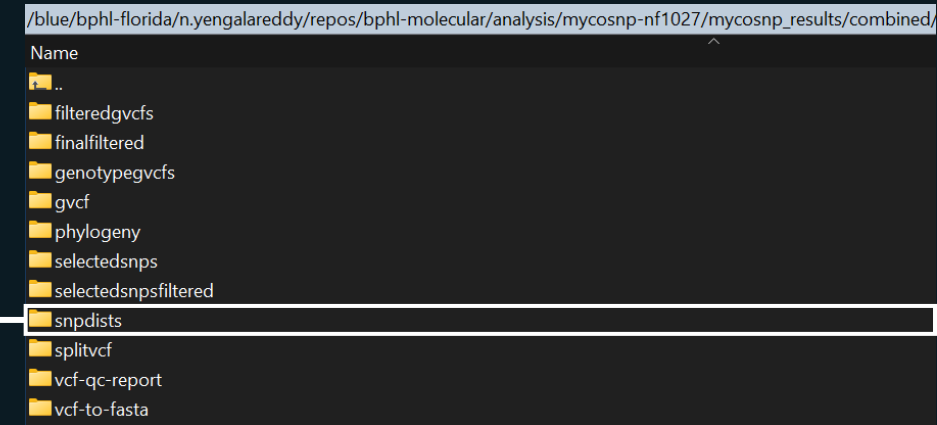 /blue/bphl-florida/n.yengalareddy/repos/bphl-molecular/analysis/mycosnp-nf1027/mycosnp_results/combined/
Name
..
filteredgvcfs
finalfiltered
genotypegvcfs
gvcf
phylogeny
selectedsnps
selectedsnpsfiltered
snpdists
splitvcf
vcf-qc-report
vcf-to-fasta